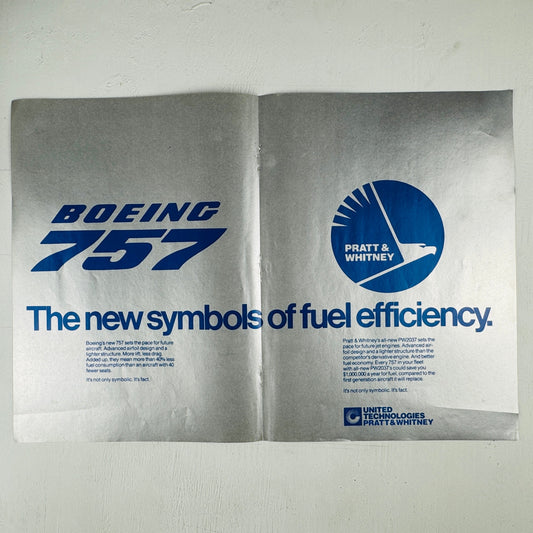 BOEING
757
PRATT &
WHITNEY
The new symbols of fuel efficiency.
Boeing's new 757 sets the pace for future
aircraft. Advanced airfoil design and a
lighter structure. More lift, less drag.
Added up, they mean more than 40% less
fuel consumption than an aircraft with 40
fewer seats.
It's not only symbolic. It's fact.
Pratt & Whitney's all-new PW2037 sets the
pace for future jet engines. Advanced air-
foil design and a lighter structure than the
competitor's derivative engine. And better
fuel economy. Every 757 in your fleet
with all-new PW2037's could save you
$1,000,000 a year for fuel, compared to the
first generation aircraft it will replace.
It's not only symbolic. It's fact.
UNITED
TECHNOLOGIES
PRATT&WHITNEY